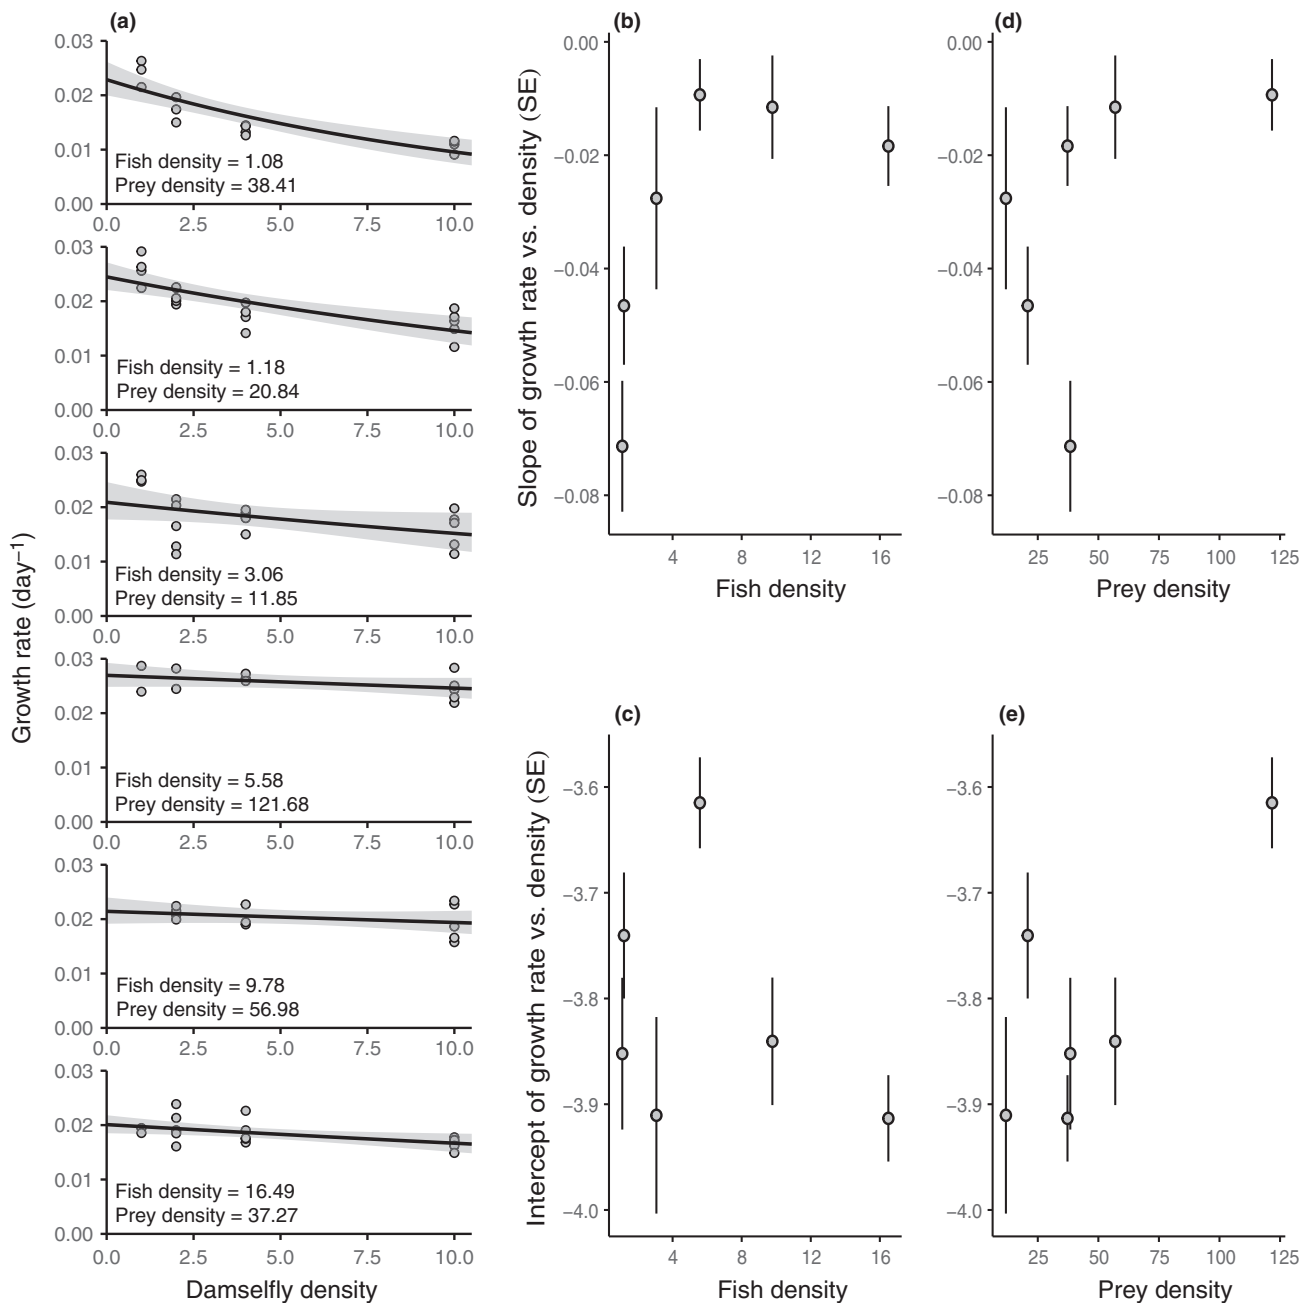 (a)
0.03
0.02
0.01
0.00
Fish density = 1.08
Prey density = 38.41
0.0 2.5 5.0 7.5 10.0
0.03
0.02
0.01
0.00
Fish density = 1.18
Prey density = 20.84
0.0 2.5 5.0 7.5 10.0
0.03
0.02
0.01
0.00
Fish density = 3.06
Prey density = 11.85
0.0 2.5 5.0 7.5 10.0
0.03
0.02
0.01
0.00
Fish density = 5.58
Prey density = 121.68
0.0 2.5 5.0 7.5 10.0
0.03
0.02
0.01
0.00
Fish density = 9.78
Prey density = 56.98
0.0 2.5 5.0 7.5 10.0
0.03
0.02
0.01
0.00
Fish density = 16.49
Prey density = 37.27
0.0 2.5 5.0 7.5 10.0
Damselfly density
Growth rate (day⁻¹)
(b)
Slope of growth rate vs. density (SE)
0.00
−0.02
−0.04
−0.06
−0.08
4 8 12 16
Fish density
(d)
0.00
−0.02
−0.04
−0.06
−0.08
25 50 75 100 125
Prey density
(c)
Intercept of growth rate vs. density (SE)
−3.6
−3.7
−3.8
−3.9
−4.0
4 8 12 16
Fish density
(e)
−3.6
−3.7
−3.8
−3.9
−4.0
25 50 75 100 125
Prey density